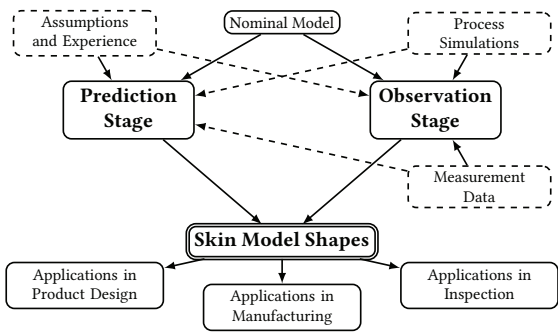 Assumptions
and Experience
Nominal Model
Process
Simulations
Prediction
Stage
Observation
Stage
Measurement
Data
Skin Model Shapes
Applications in
Product Design
Applications in
Manufacturing
Applications in
Inspection